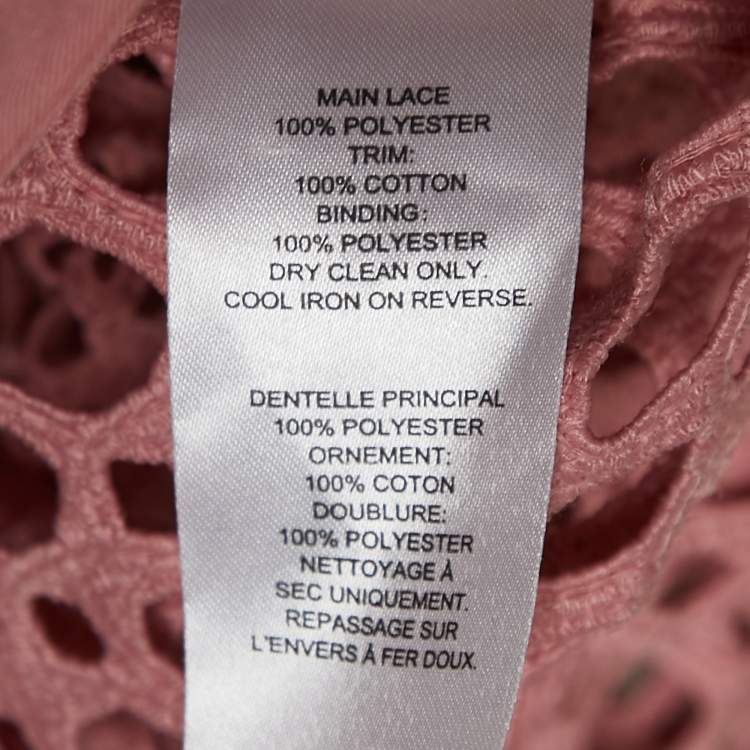 MAIN LACE
100% POLYESTER
TRIM:
100% COTTON
BINDING:
100% POLYESTER
DRY CLEAN ONLY.
COOL IRON ON REVERSE.
DENTELLE PRINCIPAL
100% POLYESTER
ORNEMENT:
100% COTON
DOUBLURE:
100% POLYESTER
NETTOYAGE À
SEC UNIQUEMENT.
REPASSAGE SUR
L'ENVERS À FER DOUX.